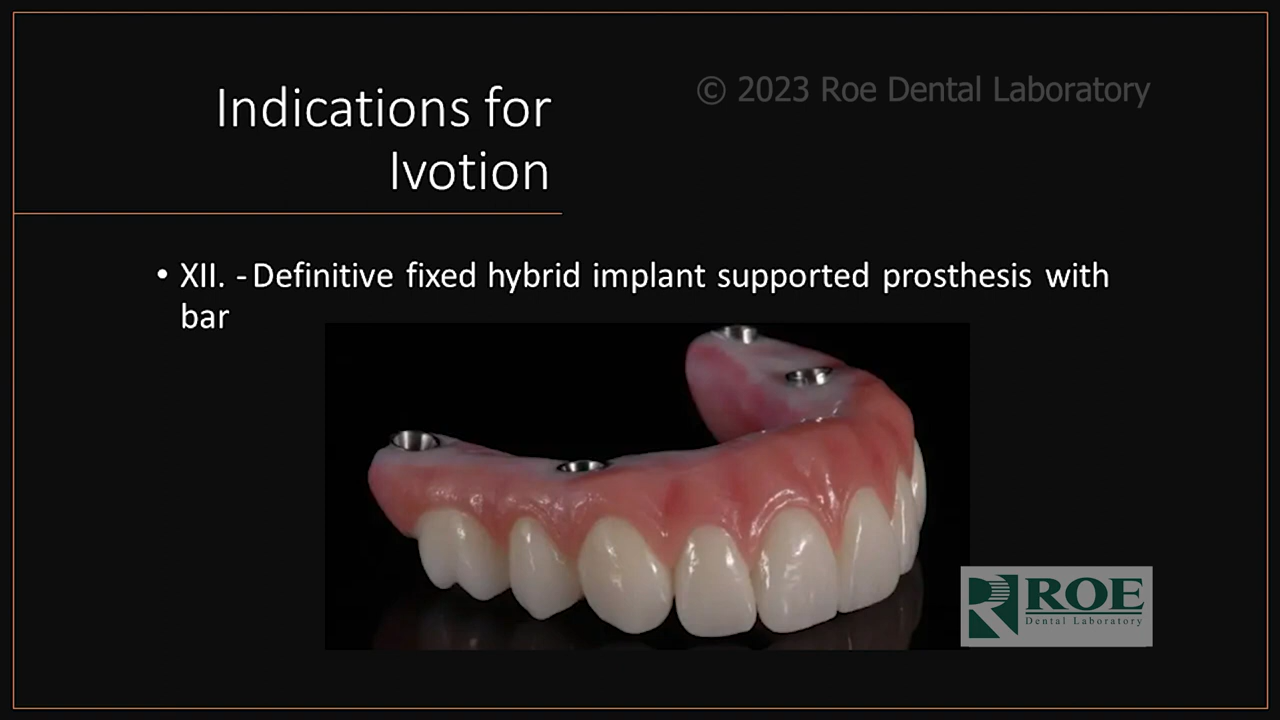 Indications for
Ivotion
© 2023 Roe Dental Laboratory
• XII. - Definitive fixed hybrid implant supported prosthesis with
bar
ROE
Dental Laboratory